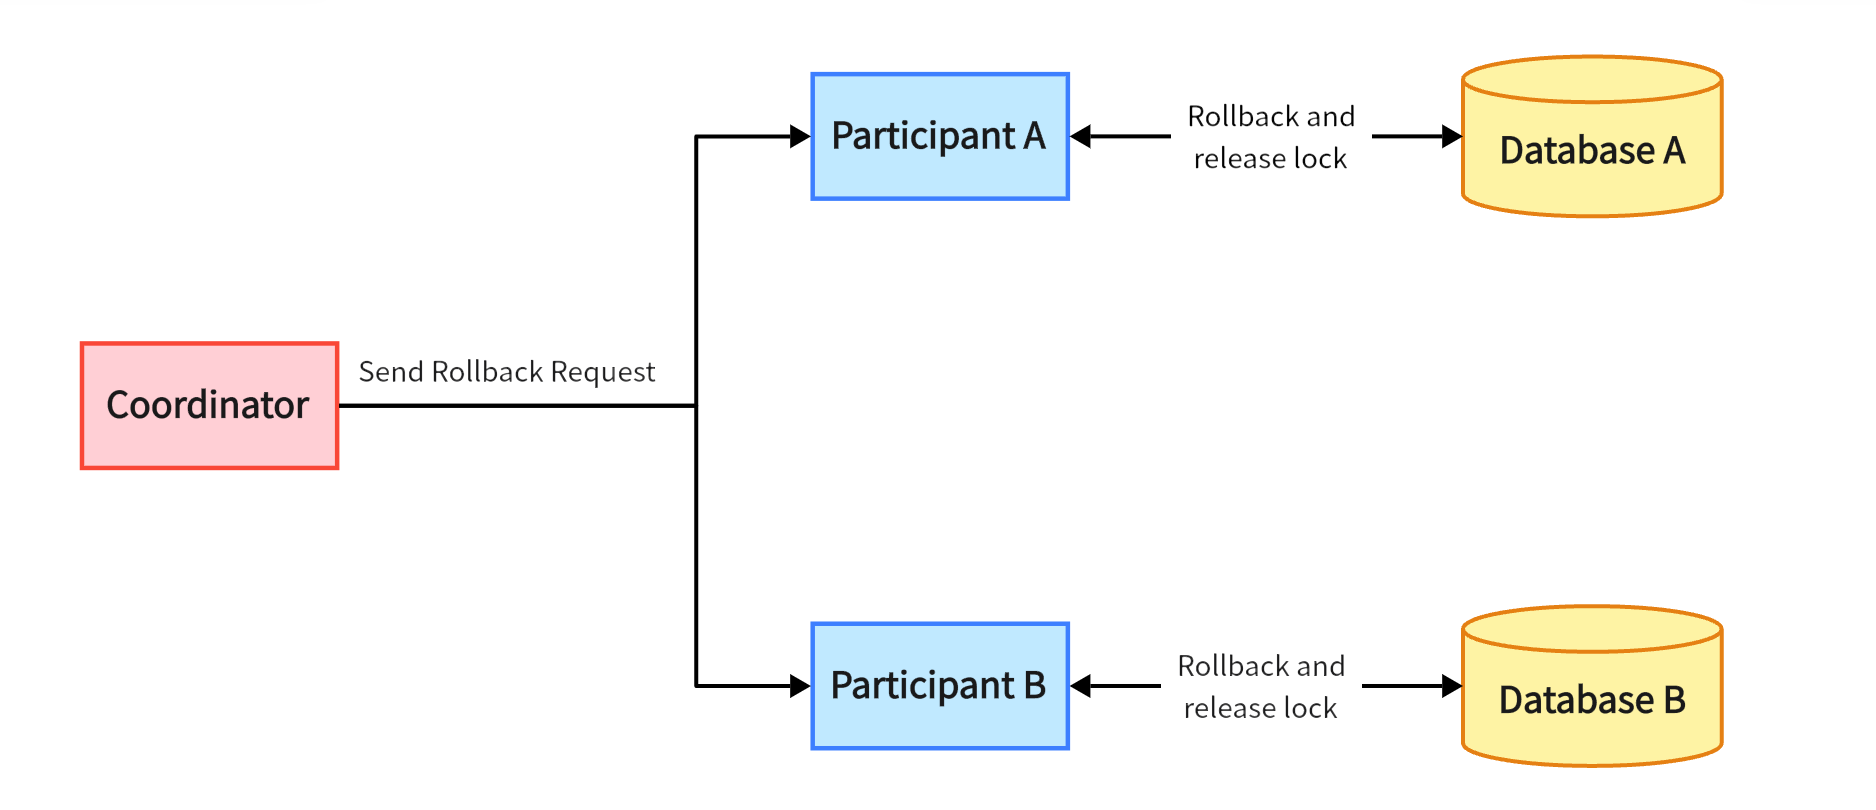 Participant A
Rollback and
release lock
Database A
Coordinator
Send Rollback Request
Participant B
Rollback and
release lock
Database B